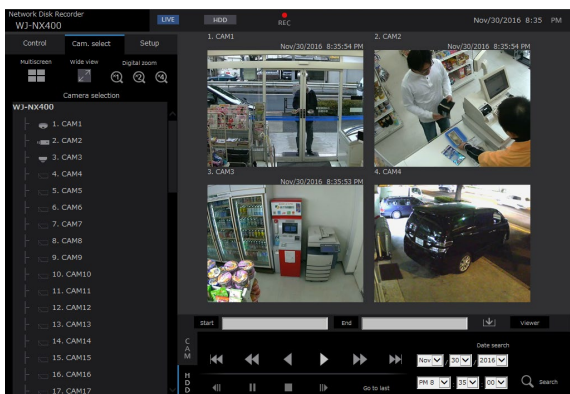 Network Disk Recorder
WJ-NX400
LIVE
HDD
REC
Nov/30/2016 8:35 PM
Control
Cam. select
Setup
Multiscreen
Wide view
Digital zoom
Camera selection
WJ-NX400
1. CAM1
2. CAM2
3. CAM3
4. CAM4
5. CAM5
6. CAM6
7. CAM7
8. CAM8
9. CAM9
10. CAM10
11. CAM11
12. CAM12
13. CAM13
14. CAM14
15. CAM15
16. CAM16
17. CAM17
1. CAM1
Nov/30/2016 8:35:54 PM
2. CAM2
Nov/30/2016 8:35:54 PM
3. CAM3
Nov/30/2016 8:35:53 PM
4. CAM4
Start
End
Viewer
CAM
HDD
Go to last
Date search
Nov / 30 / 2016
PM 8 : 35 : 00
Search